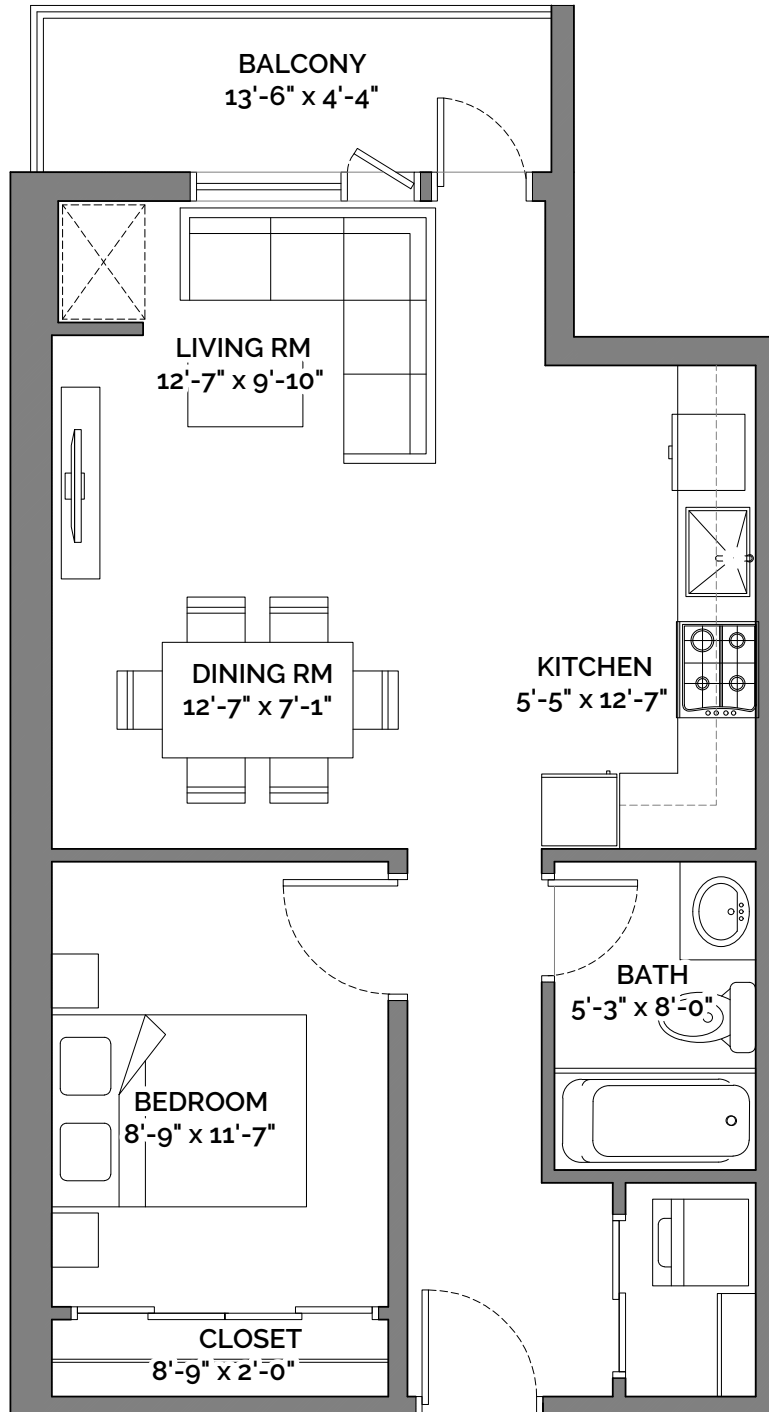 BALCONY
13'-6" x 4'-4"
LIVING RM
12'-7" x 9'-10"
DINING RM
12'-7" x 7'-1"
KITCHEN
5'-5" x 12'-7"
BATH
5'-3" x 8'-0"
BEDROOM
8'-9" x 11'-7"
CLOSET
8'-9" x 2'-0"